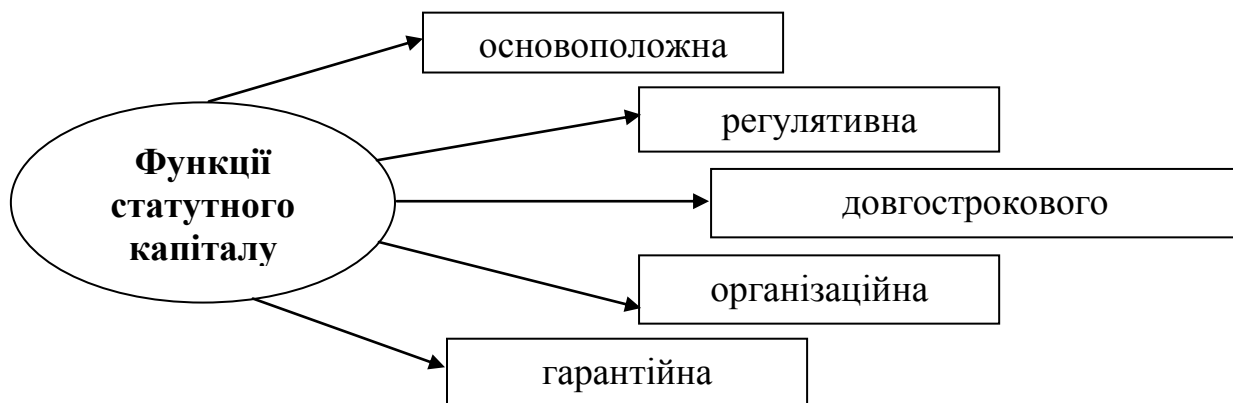 основоположна
регулятивна
Функції
статутного
капіталу
довгострокового
організаційна
гарантійна